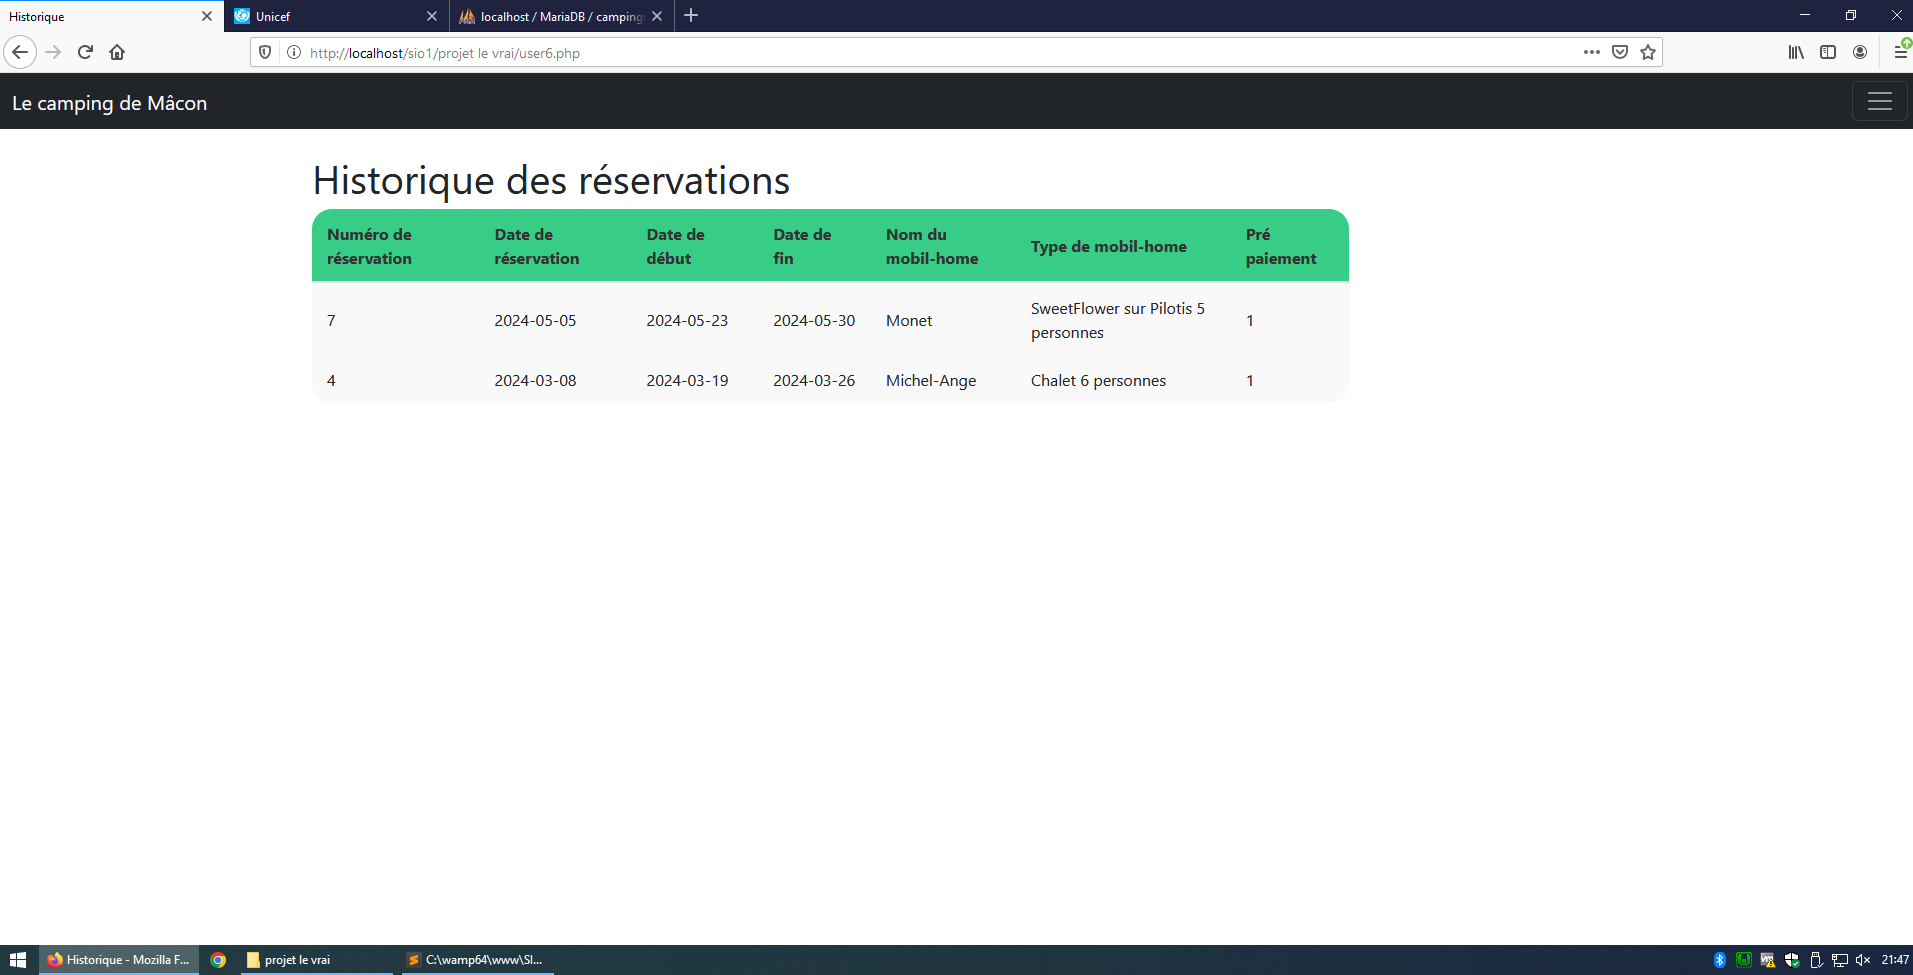 Historique
Unicef
localhost / MariaDB / camping
http://localhost/sio1/projet le vrai/user6.php
Le camping de Mâcon
Historique des réservations
Numéro de réservation
Date de réservation
Date de début
Date de fin
Nom du mobil-home
Type de mobil-home
Pré paiement
7 2024-05-05 2024-05-23 2024-05-30 Monet SweetFlower sur Pilotis 5 personnes 1
4 2024-03-08 2024-03-19 2024-03-26 Michel-Ange Chalet 6 personnes 1
Historique - Mozilla F...
projet le vrai
C:\wamp64\www\SI...
21:47